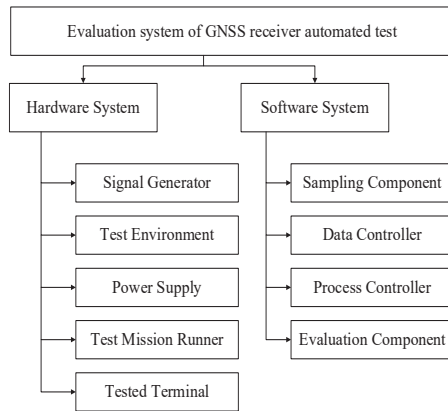 Evaluation system of GNSS receiver automated test
Hardware System
Software System
Signal Generator
Test Environment
Power Supply
Test Mission Runner
Tested Terminal
Sampling Component
Data Controller
Process Controller
Evaluation Component